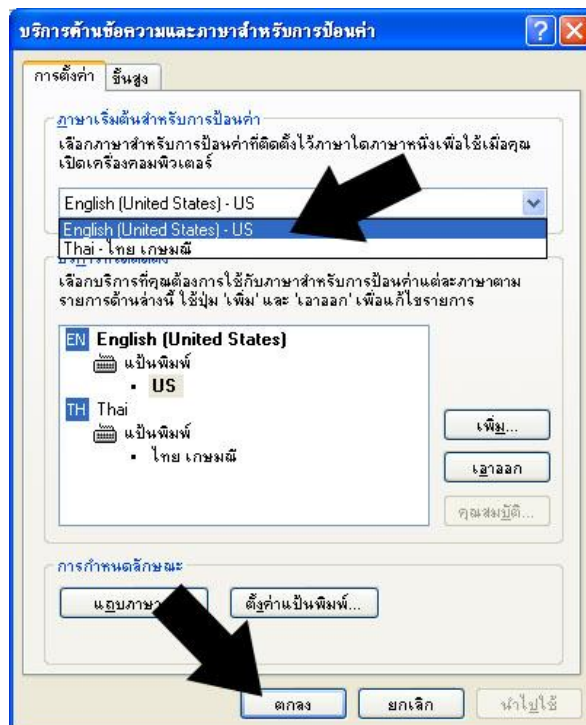 บริการด้านข้อความและภาษาสำหรับการป้อนค่า
การตั้งค่า
ขั้นสูง
ภาษาเริ่มต้นสำหรับการป้อนค่า
เลือกภาษาสำหรับการป้อนค่าที่ติดตั้งไว้ภาษาใดภาษาหนึ่งเพื่อใช้เมื่อคุณ
เปิดเครื่องคอมพิวเตอร์
English (United States) - US
English (United States) - US
Thai - ไทย เกษมณี
เลือกบริการที่คุณต้องการใช้กับภาษาสำหรับการป้อนค่าแต่ละภาษาตาม
รายการด้านล่างนี้ ใช้ปุ่ม 'เพิ่ม' และ 'เอาออก' เพื่อแก้ไขรายการ
EN English (United States)
แป้นพิมพ์
• US
TH Thai
แป้นพิมพ์
• ไทย เกษมณี
เพิ่ม...
เอาออก
คุณสมบัติ...
การกำหนดลักษณะ
แถบภาษา
ตั้งค่าแป้นพิมพ์...
ตกลง
ยกเลิก
นำไปใช้